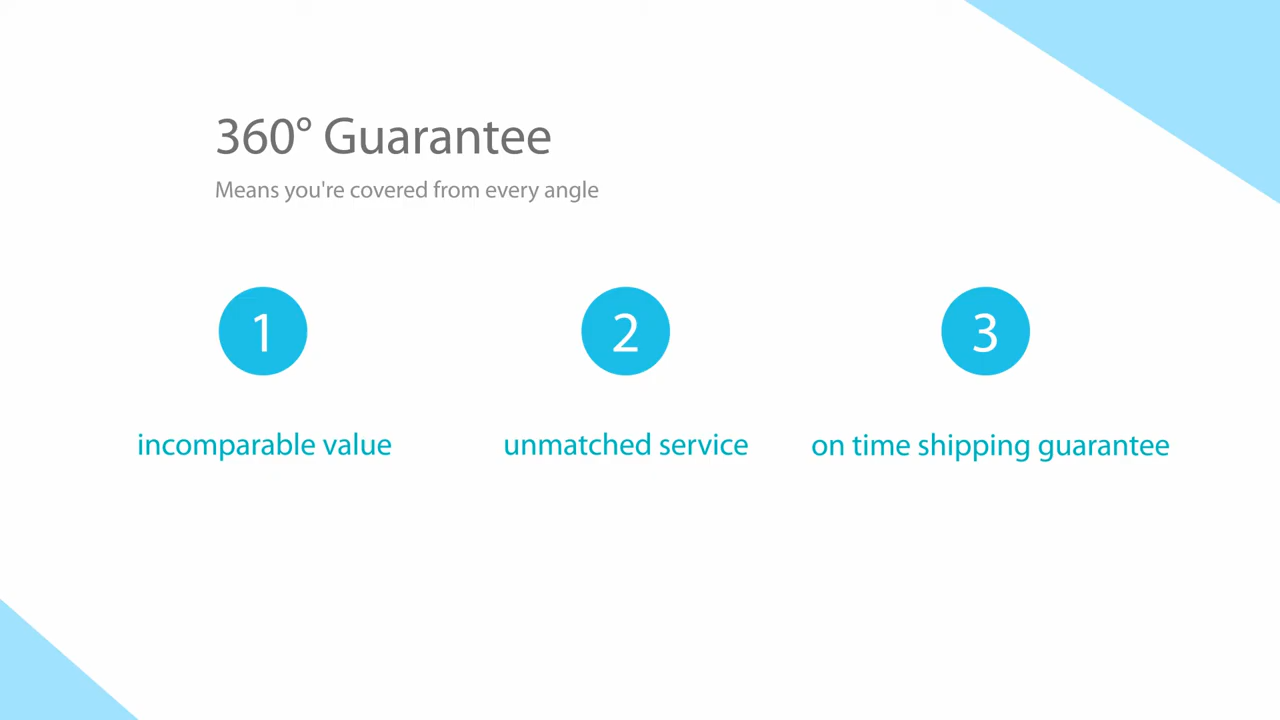 360° Guarantee
Means you're covered from every angle
1
2
3
incomparable value
unmatched service
on time shipping guarantee